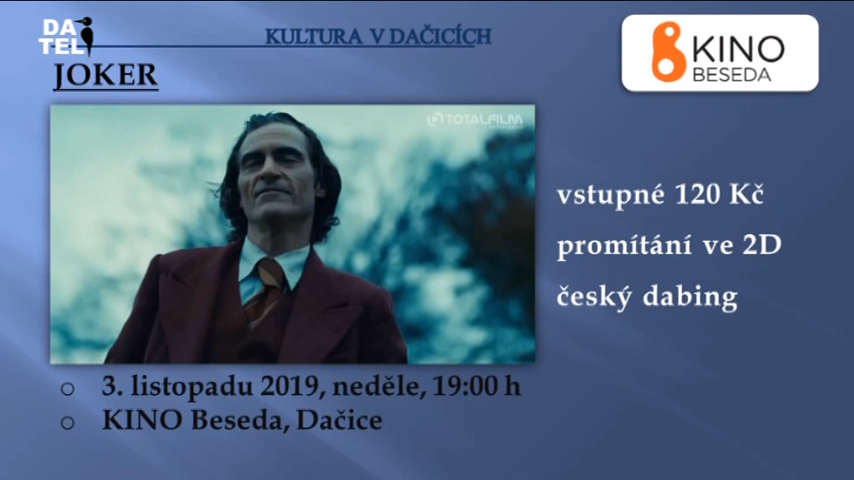 DA
TEL
KULTURA V DAČICÍCH
KINO
BESEDA
JOKER
TOTALFILM
vstupné 120 Kč
promítání ve 2D
český dabing
o 3. listopadu 2019, neděle, 19:00 h
o KINO Beseda, Dačice